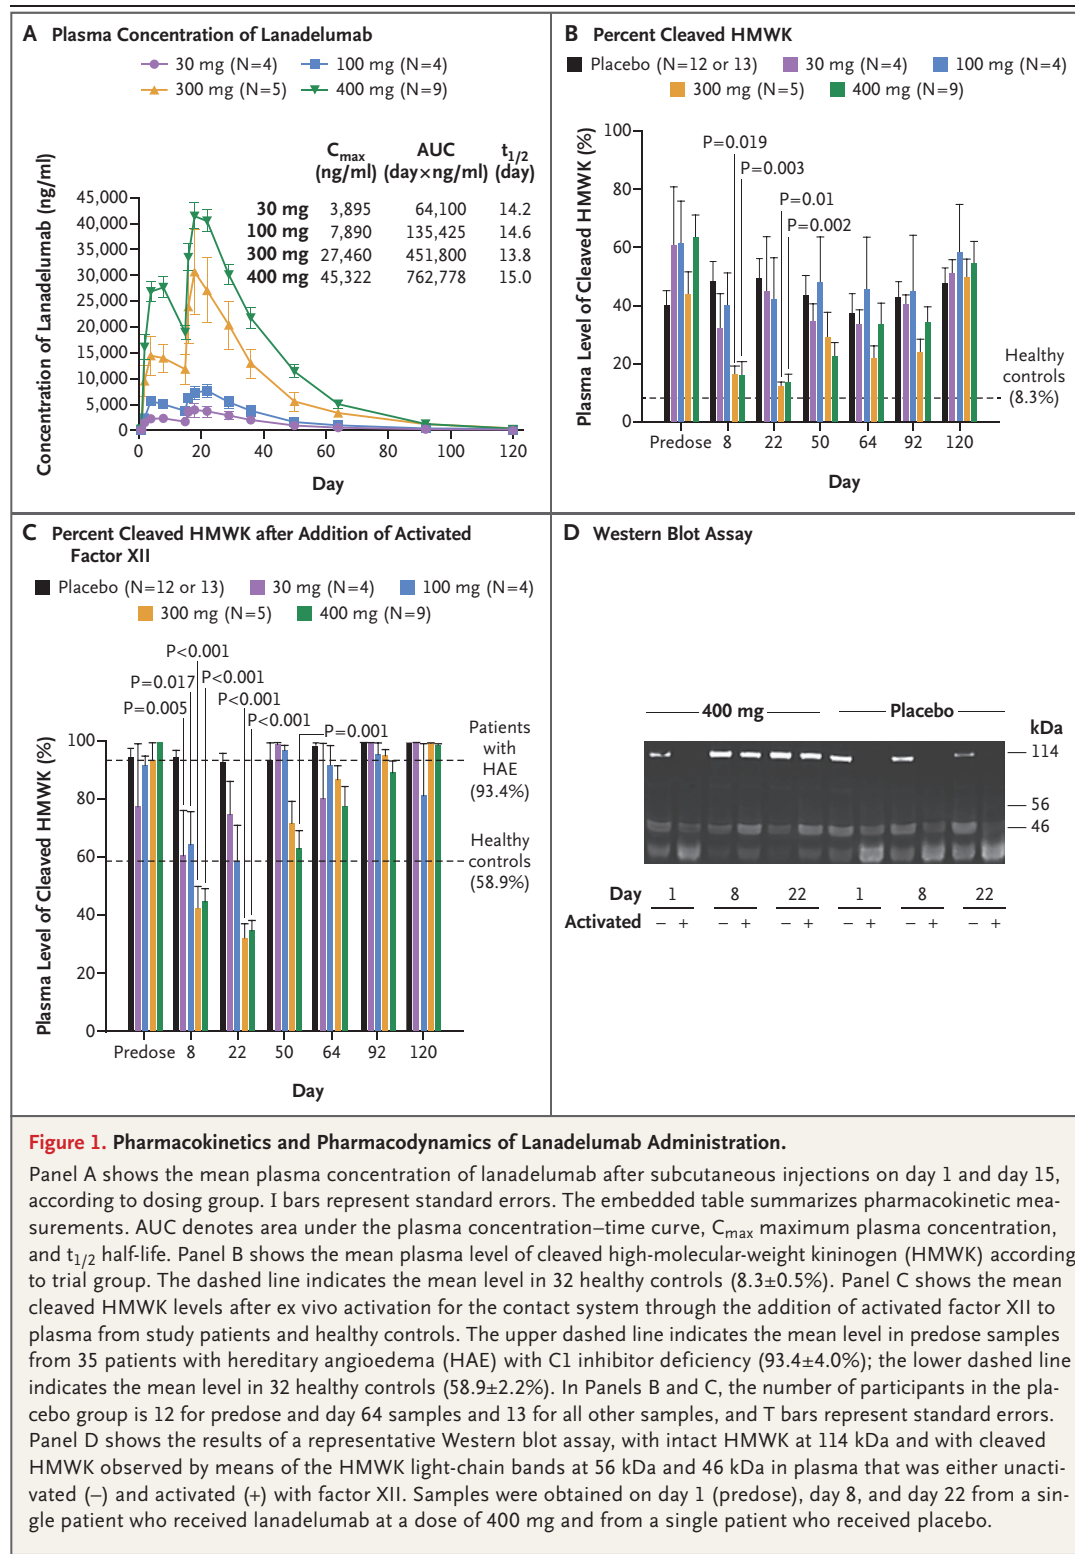 A Plasma Concentration of Lanadelumab
30 mg (N=4) 100 mg (N=4)
300 mg (N=5) 400 mg (N=9)
Cmax (ng/ml) AUC (day×ng/ml) t1/2 (day)
30 mg 3,895 64,100 14.2
100 mg 7,890 135,425 14.6
300 mg 27,460 451,800 13.8
400 mg 45,322 762,778 15.0
Concentration of Lanadelumab (ng/ml)
45,000
40,000
35,000
30,000
25,000
20,000
15,000
10,000
5,000
0
0 20 40 60 80 100 120
Day
B Percent Cleaved HMWK
Placebo (N=12 or 13) 30 mg (N=4) 100 mg (N=4)
300 mg (N=5) 400 mg (N=9)
Plasma Level of Cleaved HMWK (%)
100
80
60
40
20
0
P=0.019
P=0.003
P=0.01
P=0.002
Healthy
controls
(8.3%)
Predose 8 22 50 64 92 120
Day
C Percent Cleaved HMWK after Addition of Activated
Factor XII
Placebo (N=12 or 13) 30 mg (N=4) 100 mg (N=4)
300 mg (N=5) 400 mg (N=9)
Plasma Level of Cleaved HMWK (%)
100
80
60
40
20
0
P<0.001
P=0.017 P<0.001
P=0.005 P<0.001
P<0.001
P=0.001
Patients
with
HAE
(93.4%)
Healthy
controls
(58.9%)
Predose 8 22 50 64 92 120
Day
D Western Blot Assay
400 mg Placebo
kDa
114
56
46
Day 1 8 22 1 8 22
Activated − + − + − + − + − + − +
Figure 1. Pharmacokinetics and Pharmacodynamics of Lanadelumab Administration.
Panel A shows the mean plasma concentration of lanadelumab after subcutaneous injections on day 1 and day 15,
according to dosing group. I bars represent standard errors. The embedded table summarizes pharmacokinetic mea-
surements. AUC denotes area under the plasma concentration–time curve, Cmax maximum plasma concentration,
and t1/2 half-life. Panel B shows the mean plasma level of cleaved high-molecular-weight kininogen (HMWK) according
to trial group. The dashed line indicates the mean level in 32 healthy controls (8.3±0.5%). Panel C shows the mean
cleaved HMWK levels after ex vivo activation for the contact system through the addition of activated factor XII to
plasma from study patients and healthy controls. The upper dashed line indicates the mean level in predose samples
from 35 patients with hereditary angioedema (HAE) with C1 inhibitor deficiency (93.4±4.0%); the lower dashed line
indicates the mean level in 32 healthy controls (58.9±2.2%). In Panels B and C, the number of participants in the pla-
cebo group is 12 for predose and day 64 samples and 13 for all other samples, and T bars represent standard errors.
Panel D shows the results of a representative Western blot assay, with intact HMWK at 114 kDa and with cleaved
HMWK observed by means of the HMWK light-chain bands at 56 kDa and 46 kDa in plasma that was either unacti-
vated (–) and activated (+) with factor XII. Samples were obtained on day 1 (predose), day 8, and day 22 from a sin-
gle patient who received lanadelumab at a dose of 400 mg and from a single patient who received placebo.